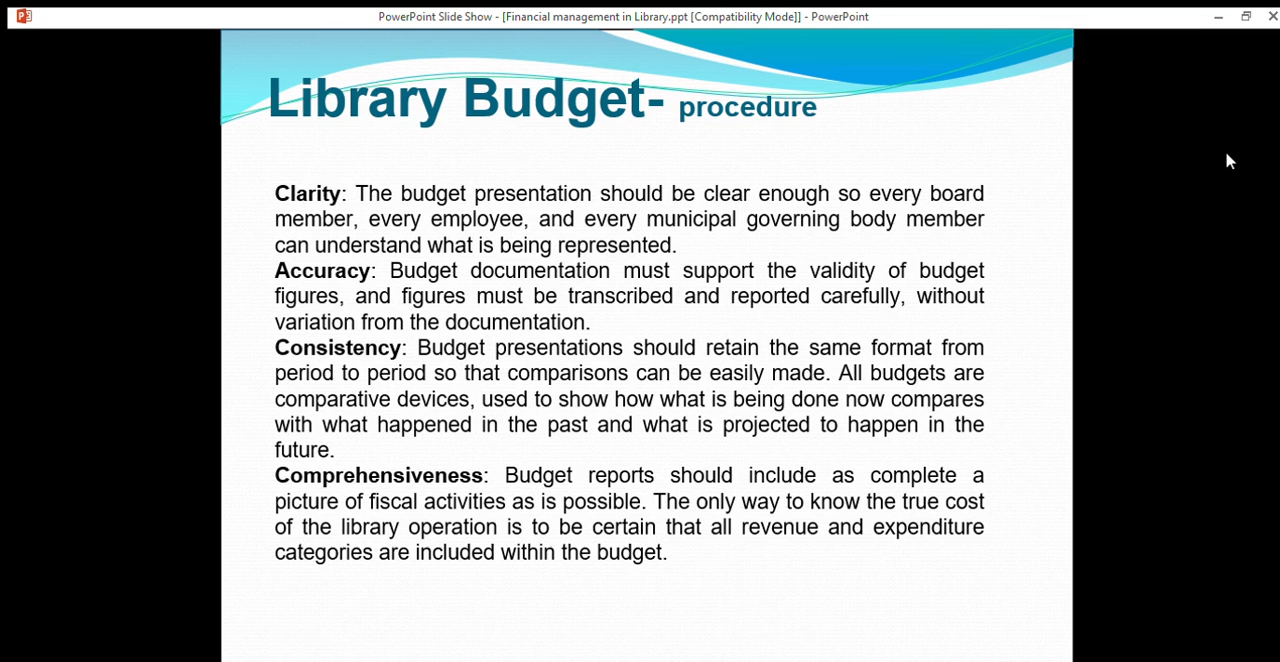 PowerPoint Slide Show - [Financial management in Library.ppt [Compatibility Mode]] - PowerPoint
Library Budget- procedure
Clarity: The budget presentation should be clear enough so every board
member, every employee, and every municipal governing body member
can understand what is being represented.
Accuracy: Budget documentation must support the validity of budget
figures, and figures must be transcribed and reported carefully, without
variation from the documentation.
Consistency: Budget presentations should retain the same format from
period to period so that comparisons can be easily made. All budgets are
comparative devices, used to show how what is being done now compares
with what happened in the past and what is projected to happen in the
future.
Comprehensiveness: Budget reports should include as complete a
picture of fiscal activities as is possible. The only way to know the true cost
of the library operation is to be certain that all revenue and expenditure
categories are included within the budget.